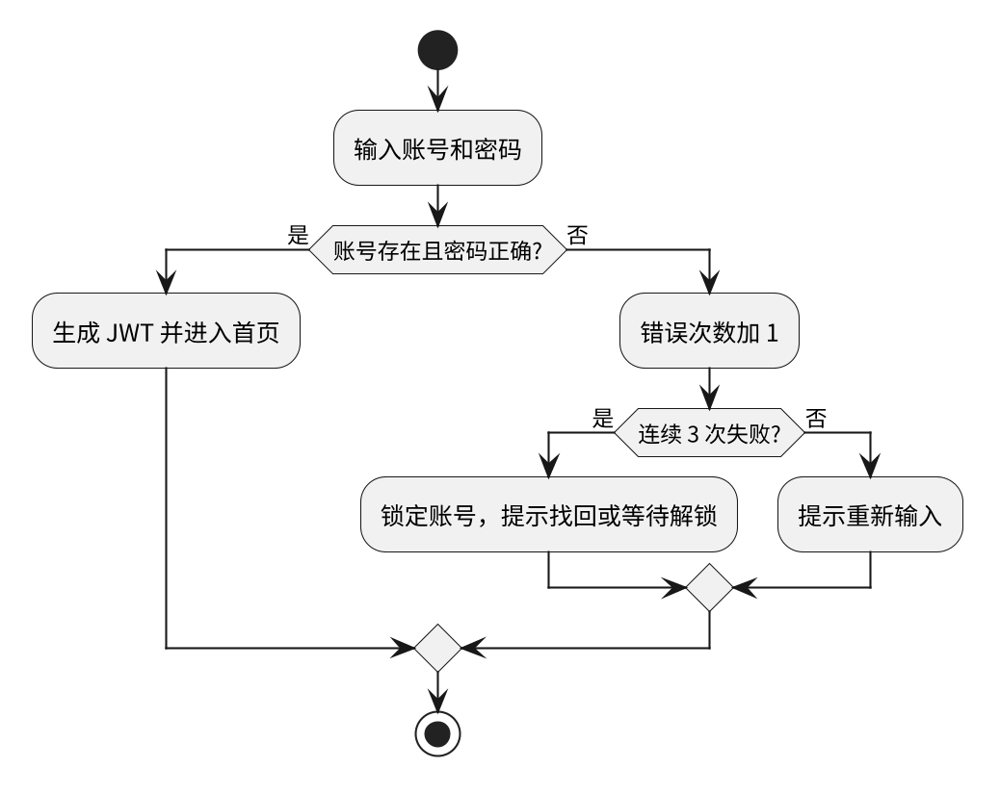 输入账号和密码
是
账号存在且密码正确?
否
生成 JWT 并进入首页
错误次数加 1
是
连续 3 次失败?
否
锁定账号，提示找回或等待解锁
提示重新输入